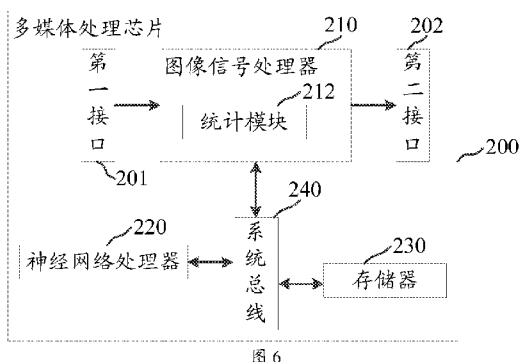 多媒体处理芯片
210
202
第一接口
图像信号处理器
212
统计模块
第二接口
200
201
240
220
系统总线
230
神经网络处理器
存储器
图 6